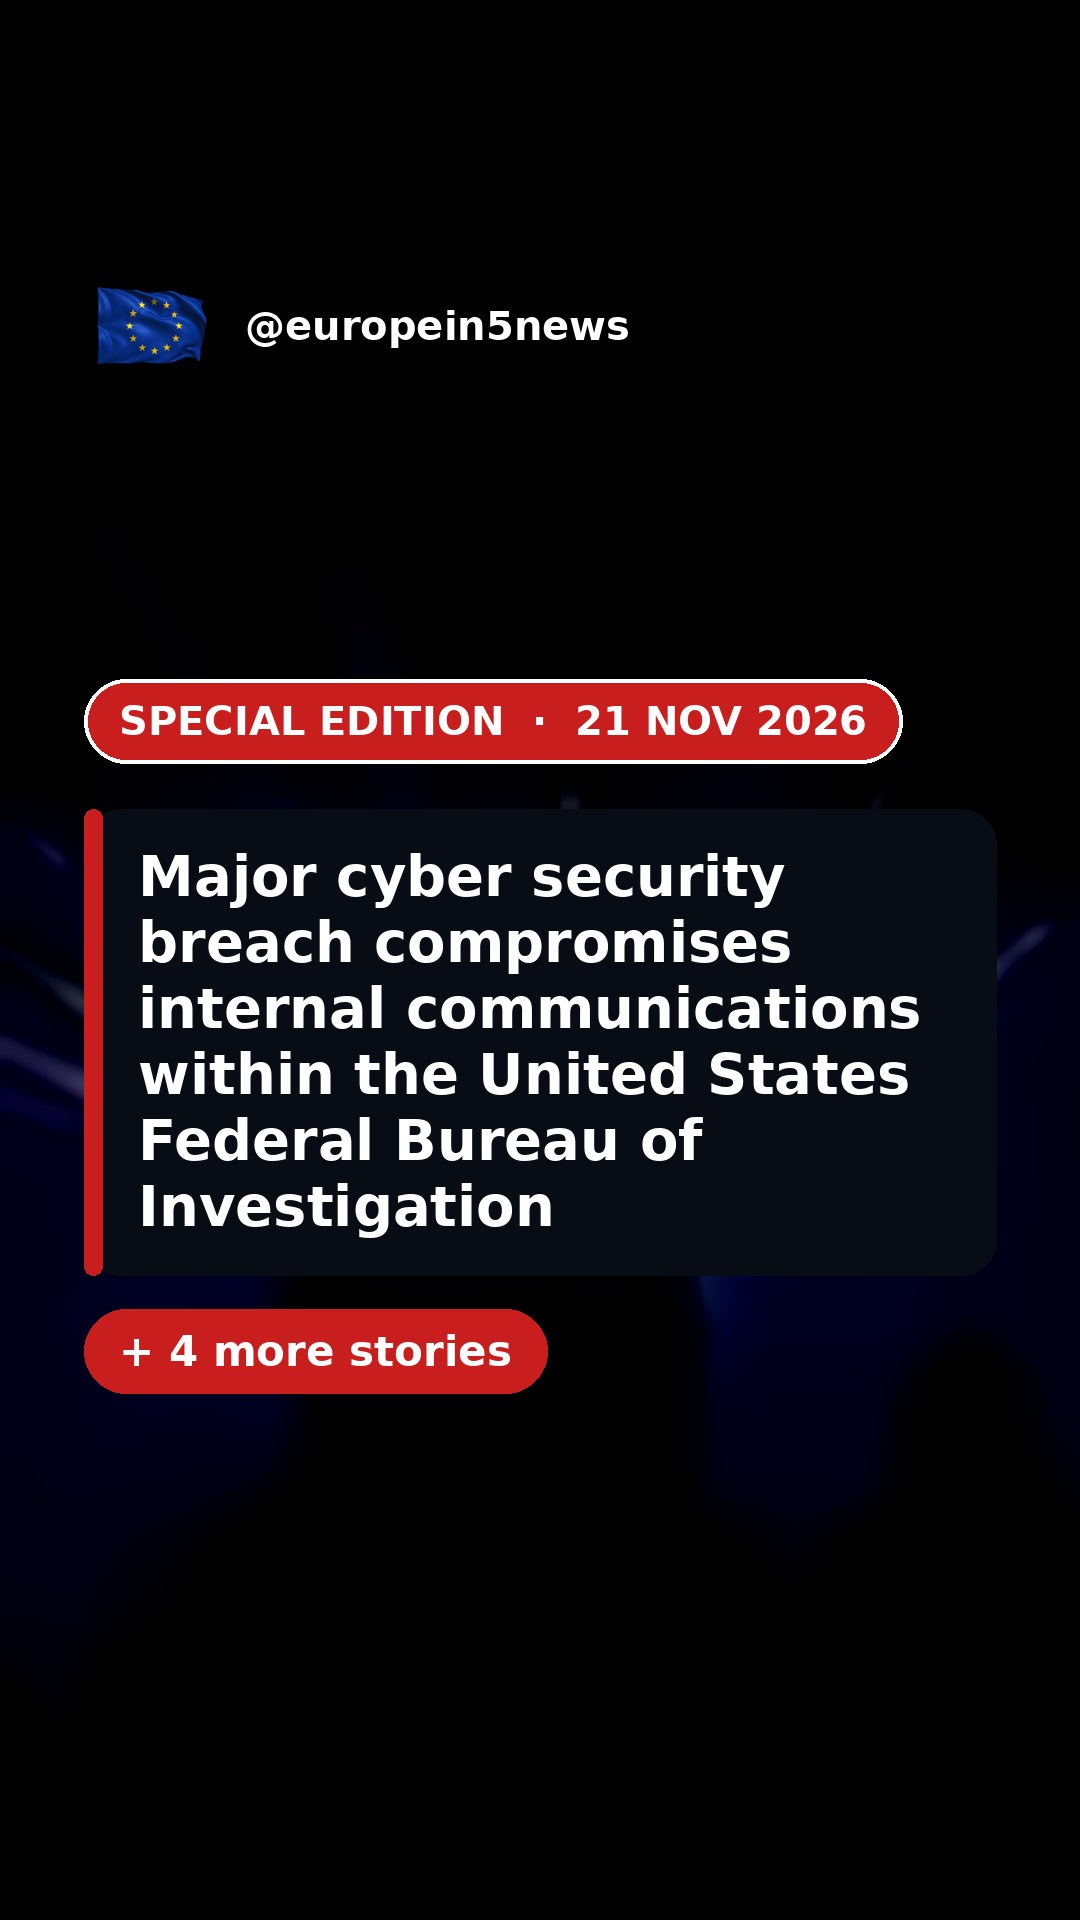 @europein5news
SPECIAL EDITION · 21 NOV 2026
Major cyber security
breach compromises
internal communications
within the United States
Federal Bureau of
Investigation
+ 4 more stories